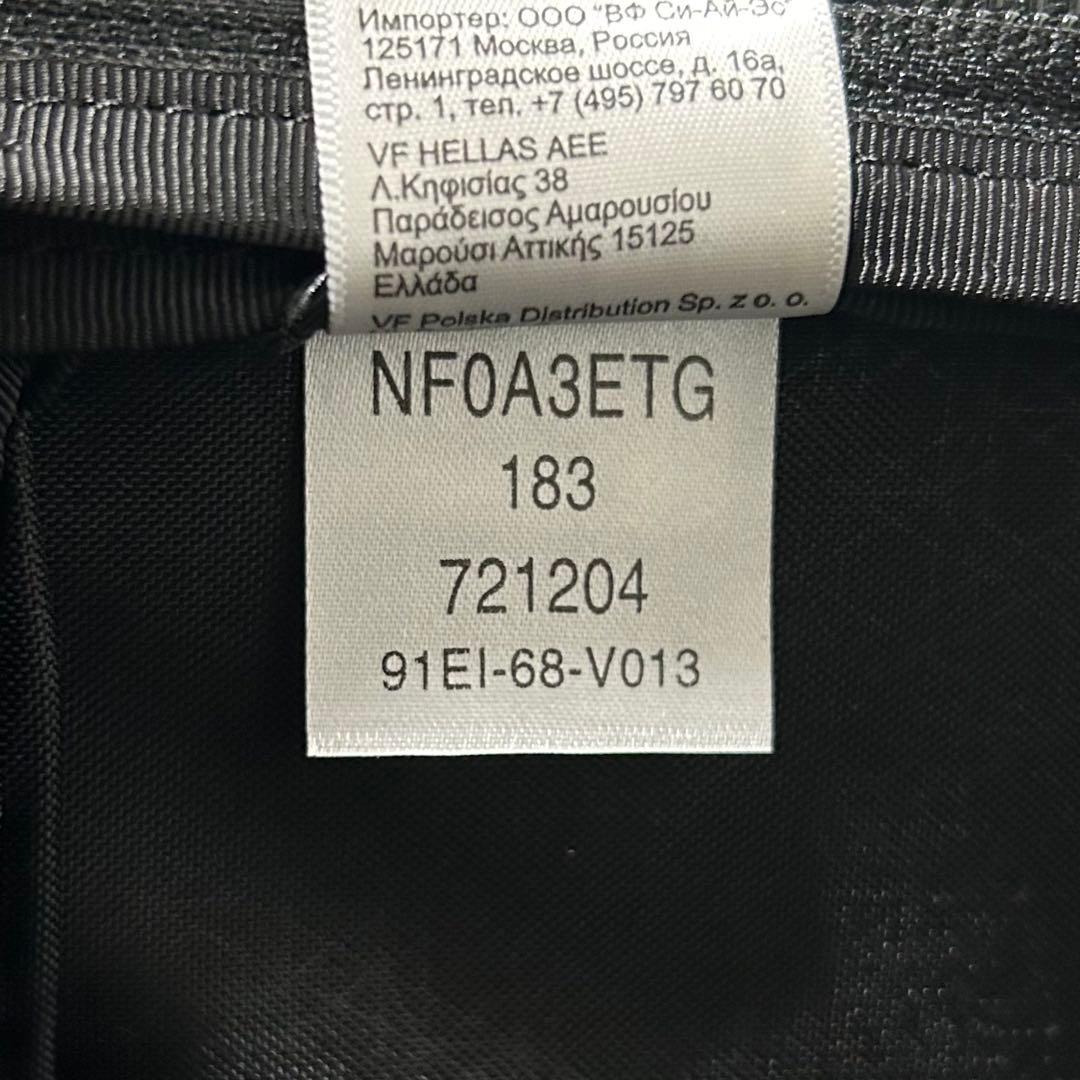 Импортер: ООО "ВФ Си-Ай-Эс"
125171 Москва, Россия
Ленинградское шоссе, д. 16а,
стр. 1, тел. +7 (495) 797 60 70
VF HELLAS AEE
Λ.Κηφισίας 38
Παράδεισος Αμαρουσίου
Μαρούσι Αττικής 15125
Ελλάδα
VF Polska Distribution Sp. z o. o.
NF0A3ETG
183
721204
91EI-68-V013